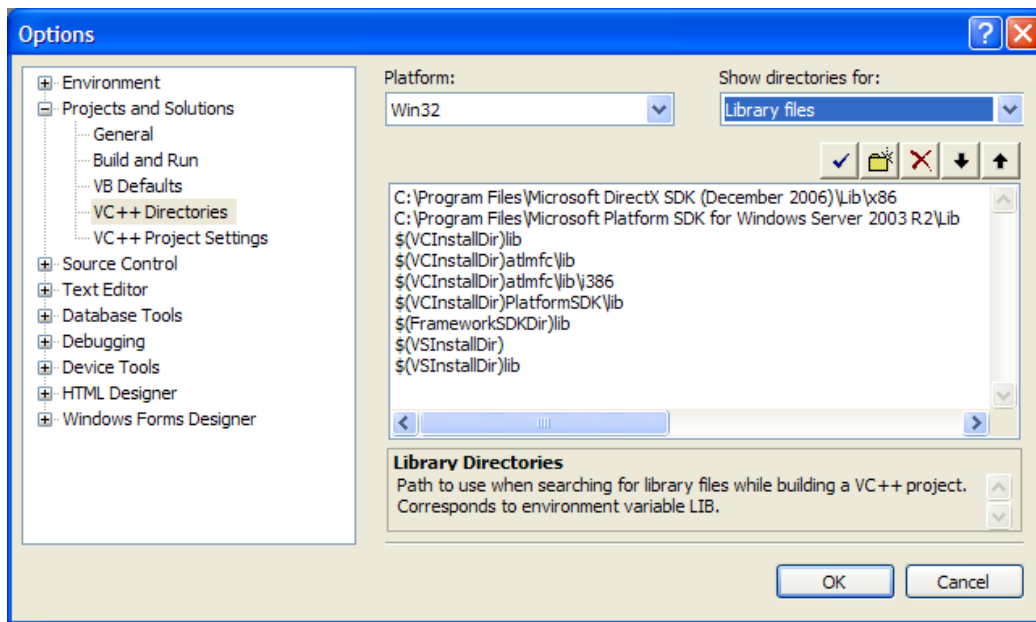 Options
Environment
Projects and Solutions
General
Build and Run
VB Defaults
VC++ Directories
VC++ Project Settings
Source Control
Text Editor
Database Tools
Debugging
Device Tools
HTML Designer
Windows Forms Designer
Platform:
Win32
Show directories for:
Library files
C:\Program Files\Microsoft DirectX SDK (December 2006)\Lib\x86
C:\Program Files\Microsoft Platform SDK for Windows Server 2003 R2\Lib
$(VCInstallDir)lib
$(VCInstallDir)atlmfc\lib
$(VCInstallDir)atlmfc\lib\i386
$(VCInstallDir)PlatformSDK\lib
$(FrameworkSDKDir)lib
$(VSInstallDir)
$(VSInstallDir)lib
Library Directories
Path to use when searching for library files while building a VC++ project.
Corresponds to environment variable LIB.
OK
Cancel